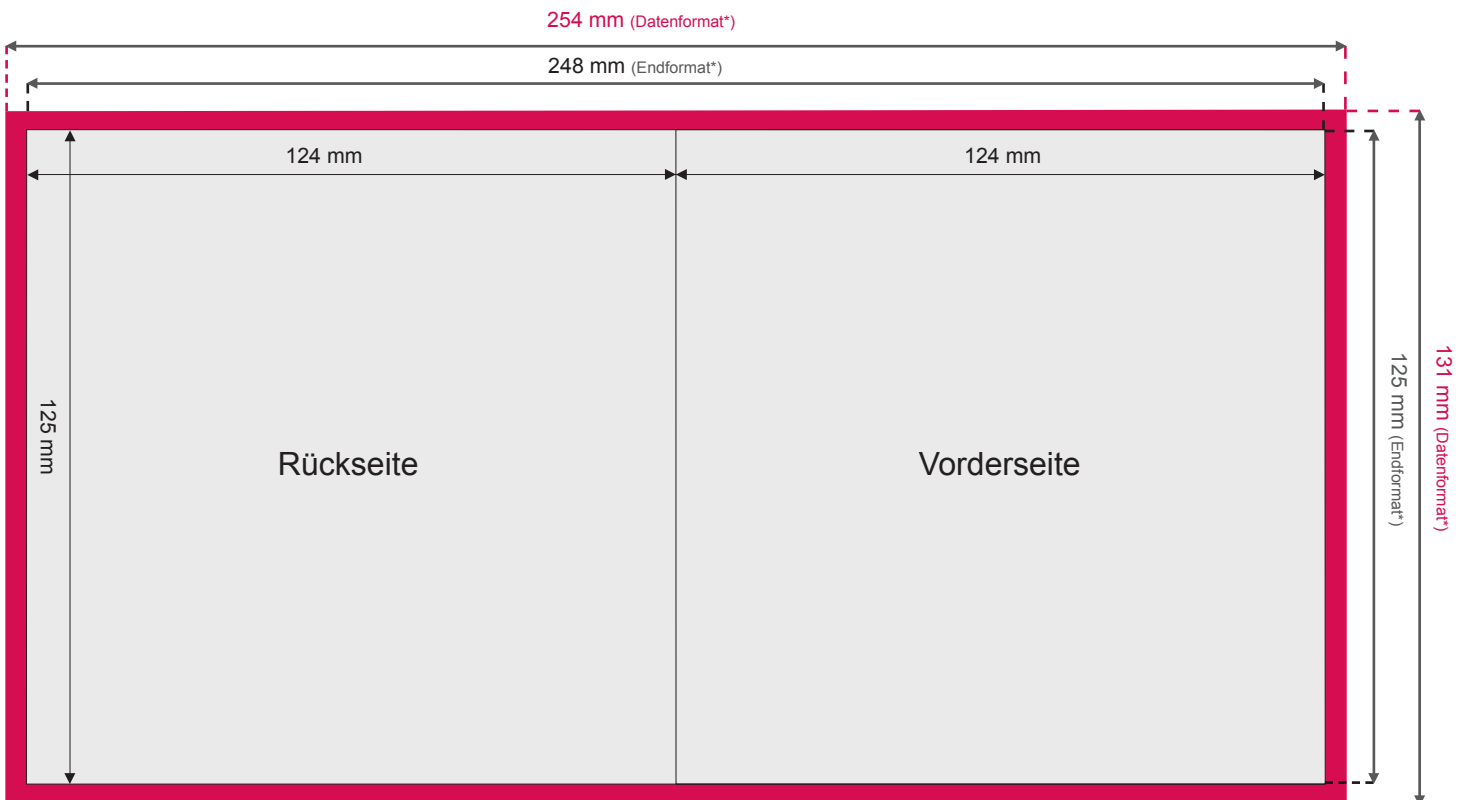 254 mm (Datenformat*)
248 mm (Endformat*)
124 mm
124 mm
125 mm
Rückseite
Vorderseite
125 mm (Endformat*)
131 mm (Datenformat*)